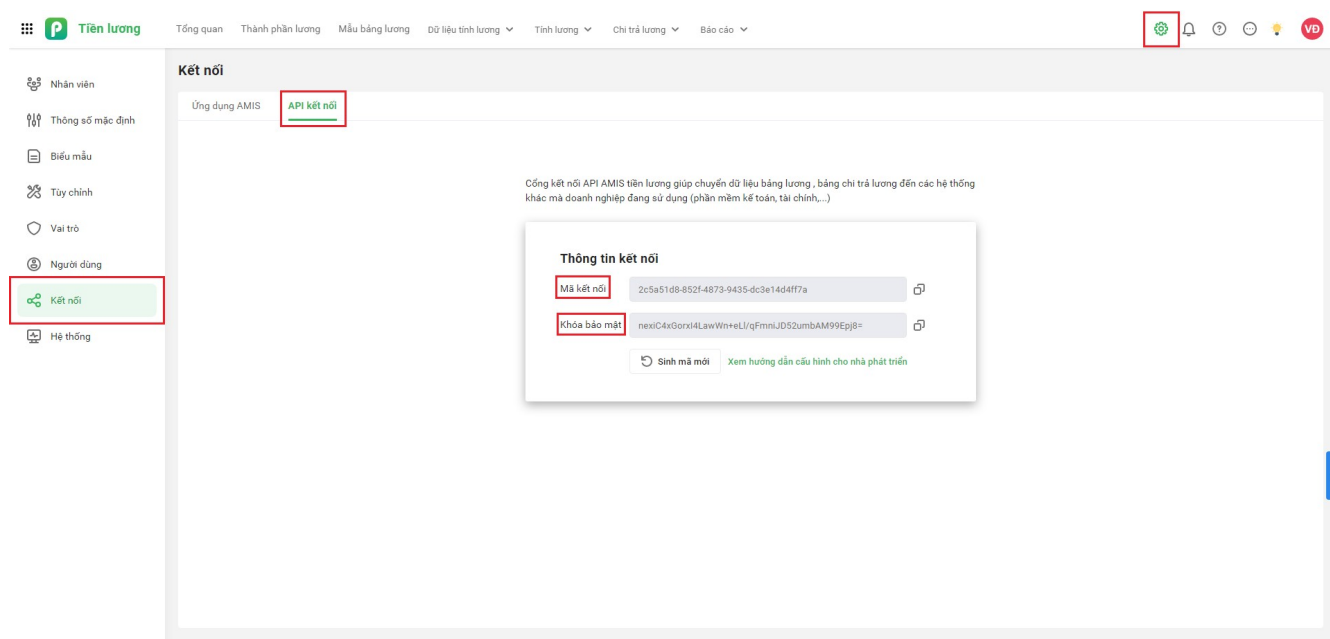 Tiền lương
Tổng quan
Thành phần lương
Mẫu bảng lương
Dữ liệu tính lương
Tính lương
Chi trả lương
Báo cáo
VĐ
Nhân viên
Thông số mặc định
Biểu mẫu
Tùy chỉnh
Vai trò
Người dùng
Kết nối
Hệ thống
Kết nối
Ứng dụng AMIS
API kết nối
Cổng kết nối API AMIS tiền lương giúp chuyển dữ liệu bảng lương , bảng chi trả lương đến các hệ thống
khác mà doanh nghiệp đang sử dụng (phần mềm kế toán, tài chính,...)
Thông tin kết nối
Mã kết nối
2c5a51d8-852f-4873-9435-dc3e14d4ff7a
Khóa bảo mật
nexiC4xGorxI4LawWn+eLl/qFmniJD52umbAM99Epj8=
Sinh mã mới
Xem hướng dẫn cấu hình cho nhà phát triển